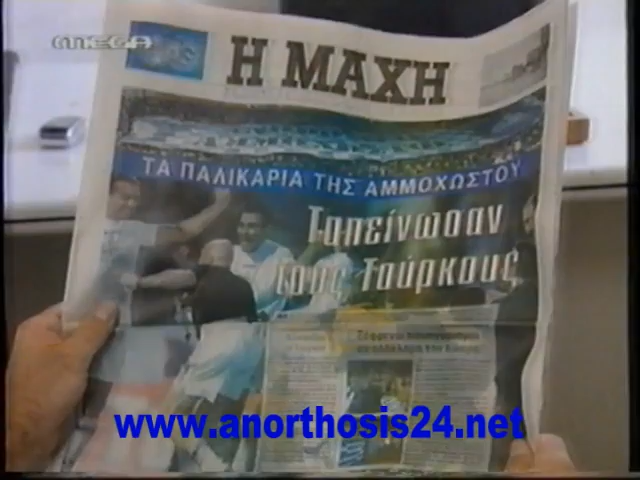 MEGA
Η ΜΑΧΗ
ΤΑ ΠΑΛΙΚΑΡΙΑ ΤΗΣ ΑΜΜΟΧΩΣΤΟΥ
Ταπείνωσαν
τους Τούρκους
www.anorthosis24.net